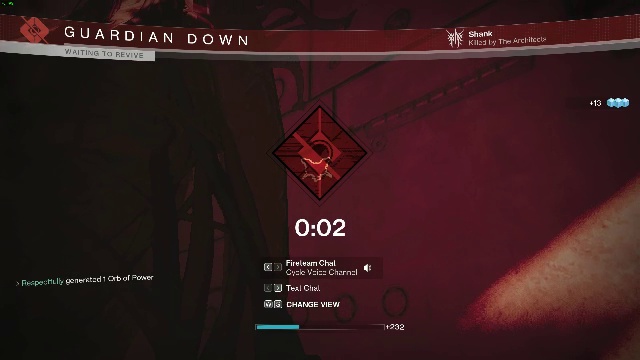 GUARDIAN DOWN
WAITING TO REVIVE
Shank
Killed by The Architects
+13
0:02
Fireteam Chat
Cycle Voice Channel
Respectfully generated 1 Orb of Power
Text Chat
CHANGE VIEW
+232